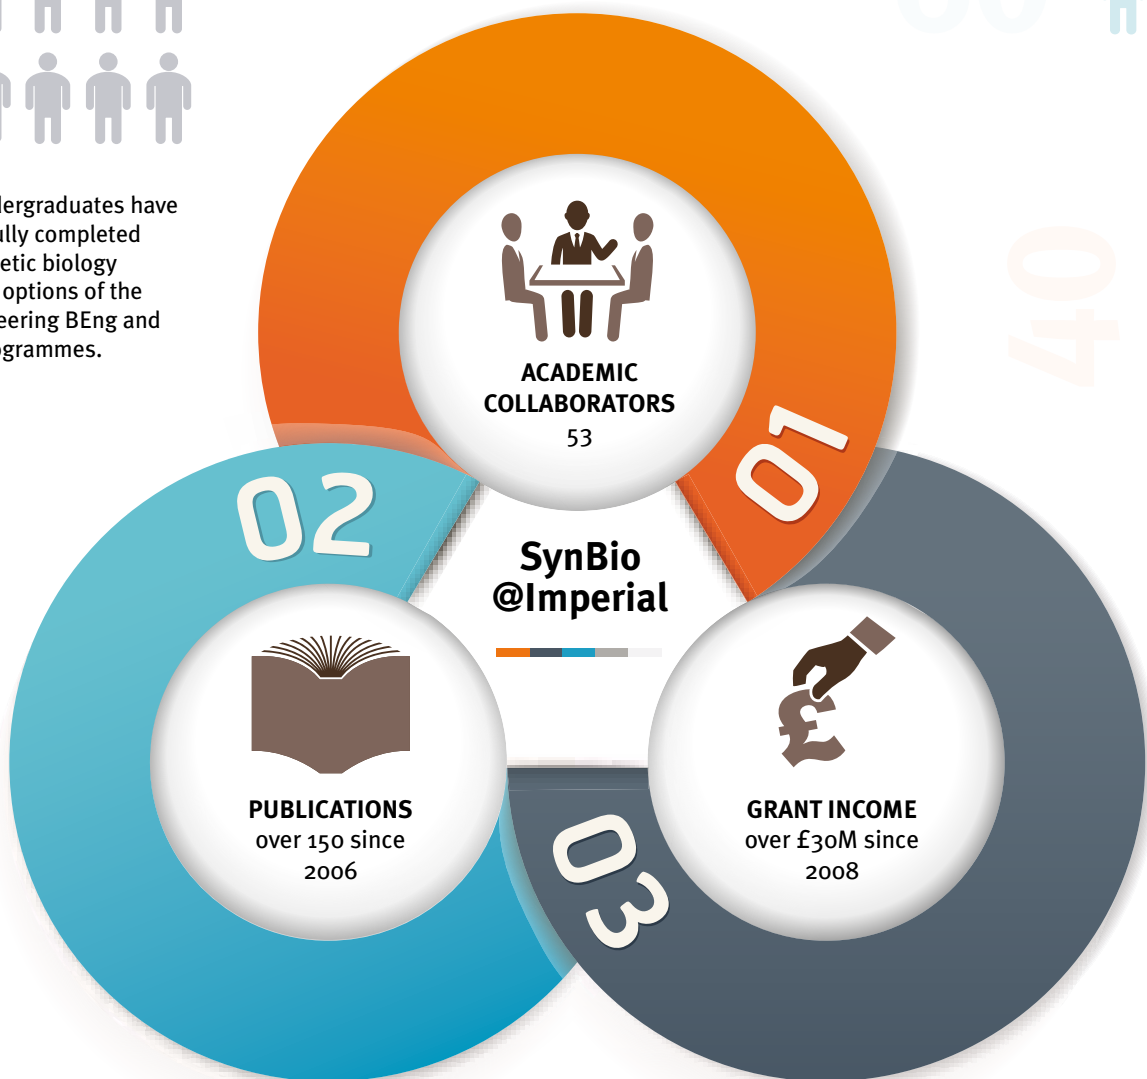 dergraduates have
ully completed
etic biology
options of the
eering BEng and
grammes.
40
ACADEMIC
COLLABORATORS
53
01
02
SynBio
@Imperial
PUBLICATIONS
over 150 since
2006
GRANT INCOME
over £30M since
2008
03